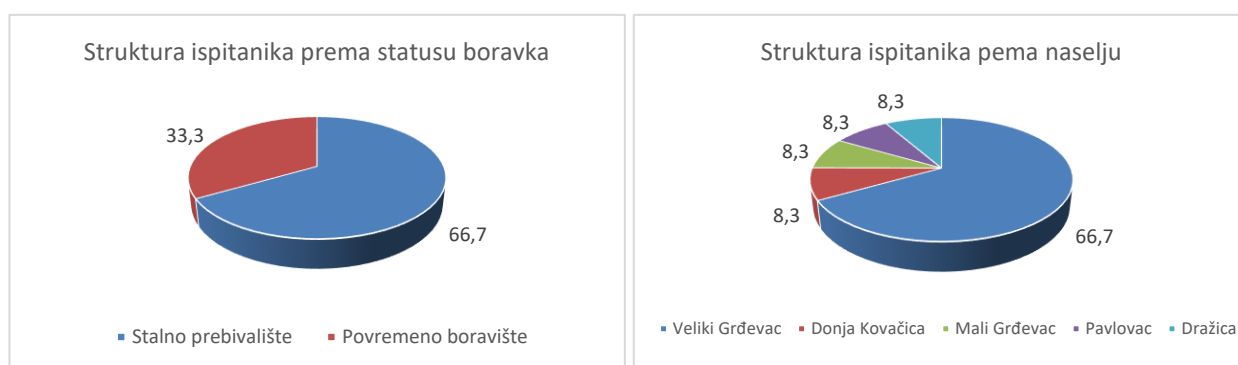 Struktura ispitanika prema statusu boravka
33,3
66,7
Stalno prebivalište Povremeno boravište
Struktura ispitanika pema naselju
8,3
8,3
8,3
8,3
66,7
Veliki Grđevac Donja Kovačica Mali Grđevac Pavlovac Dražica